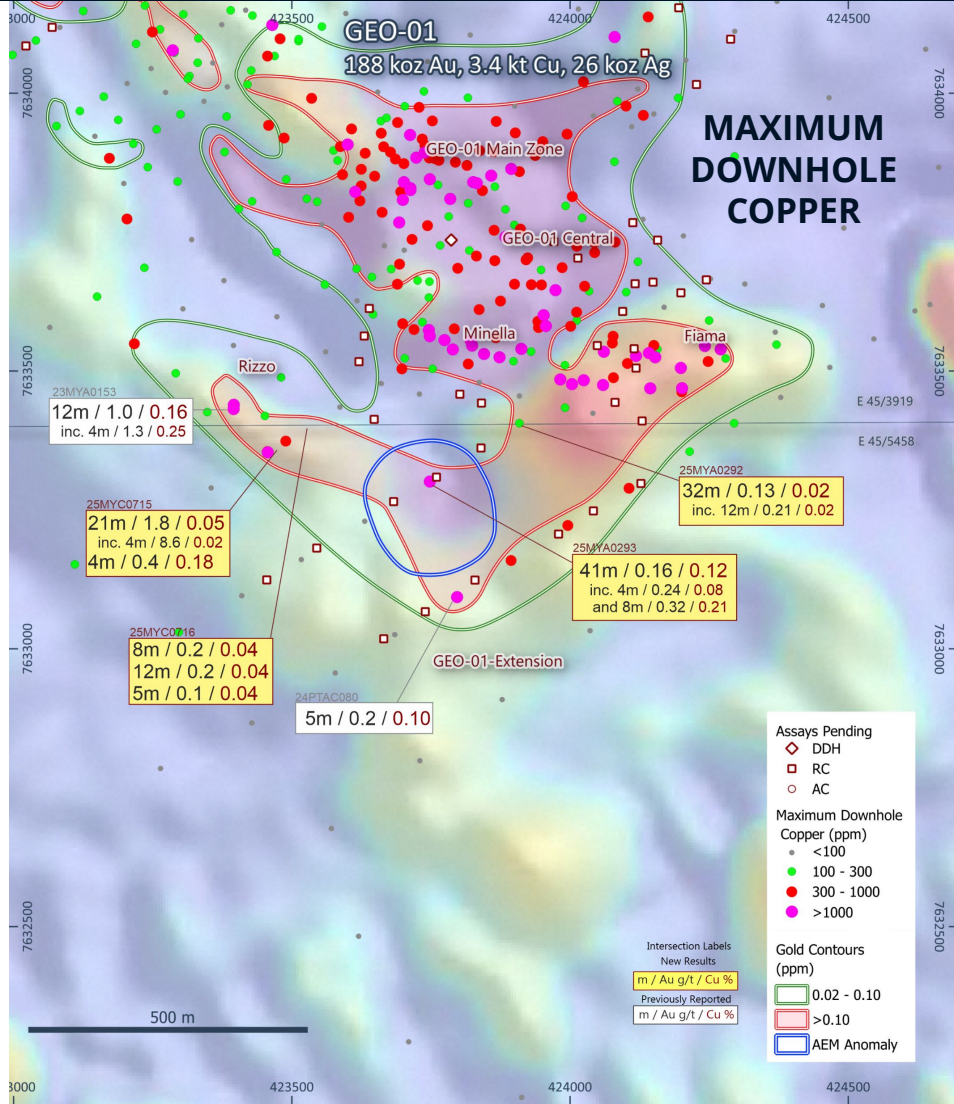 3000
423500
424000
424500
GEO-01
188 koz Au, 3.4 kt Cu, 26 koz Ag
7634000
7634000
MAXIMUM
DOWNHOLE
COPPER
GEO-01 Main Zone
GEO-01 Central
Minella
Fiama
Rizzo
7633500
7633500
23MYA0153
12m / 1.0 / 0.16
inc. 4m / 1.3 / 0.25
E 45/3919
E 45/5458
25MYA0292
32m / 0.13 / 0.02
inc. 12m / 0.21 / 0.02
25MYC0715
21m / 1.8 / 0.05
inc. 4m / 8.6 / 0.02
4m / 0.4 / 0.18
25MYA0293
41m / 0.16 / 0.12
inc. 4m / 0.24 / 0.08
and 8m / 0.32 / 0.21
25MYC0716
8m / 0.2 / 0.04
12m / 0.2 / 0.04
5m / 0.1 / 0.04
7633000
7633000
GEO-01-Extension
24PTAC080
5m / 0.2 / 0.10
Assays Pending
DDH
RC
AC
Maximum Downhole
Copper (ppm)
<100
100 - 300
300 - 1000
>1000
7632500
7632500
Gold Contours
(ppm)
0.02 - 0.10
>0.10
AEM Anomaly
Intersection Labels
New Results
m / Au g/t / Cu %
Previously Reported
m / Au g/t / Cu %
500 m
3000
423500
424000
424500